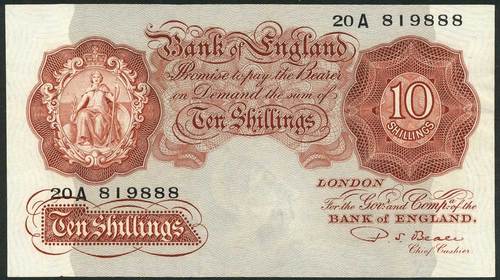 20A 819888
Bank of England
Promise to pay the Bearer
on Demand the sum of
Ten Shillings
10
SHILLINGS
20A 819888
Ten Shillings
LONDON
For the Govr. and Compa. of the
BANK OF ENGLAND.
P. S. Beale
Chief Cashier.